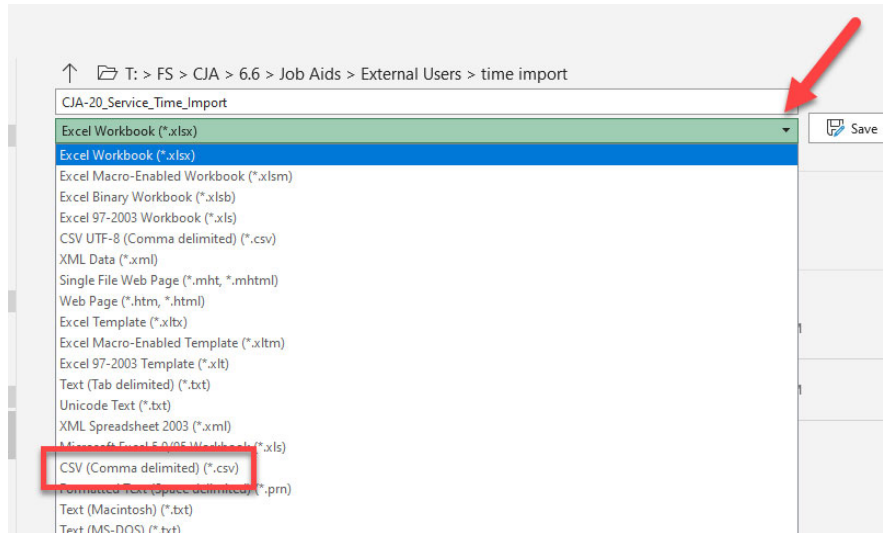 T: > FS > CJA > 6.6 > Job Aids > External Users > time import
CJA-20_Service_Time_Import
Excel Workbook (*.xlsx)
Save
Excel Workbook (*.xlsx)
Excel Macro-Enabled Workbook (*.xlsm)
Excel Binary Workbook (*.xlsb)
Excel 97-2003 Workbook (*.xls)
CSV UTF-8 (Comma delimited) (*.csv)
XML Data (*.xml)
Single File Web Page (*.mht, *.mhtml)
Web Page (*.htm, *.html)
Excel Template (*.xltx)
Excel Macro-Enabled Template (*.xltm)
Excel 97-2003 Template (*.xlt)
Text (Tab delimited) (*.txt)
Unicode Text (*.txt)
XML Spreadsheet 2003 (*.xml)
Microsoft Excel 5.0/95 Workbook (*.xls)
CSV (Comma delimited) (*.csv)
Formatted Text (Space delimited) (*.prn)
Text (Macintosh) (*.txt)
Text (MS-DOS) (*.txt)